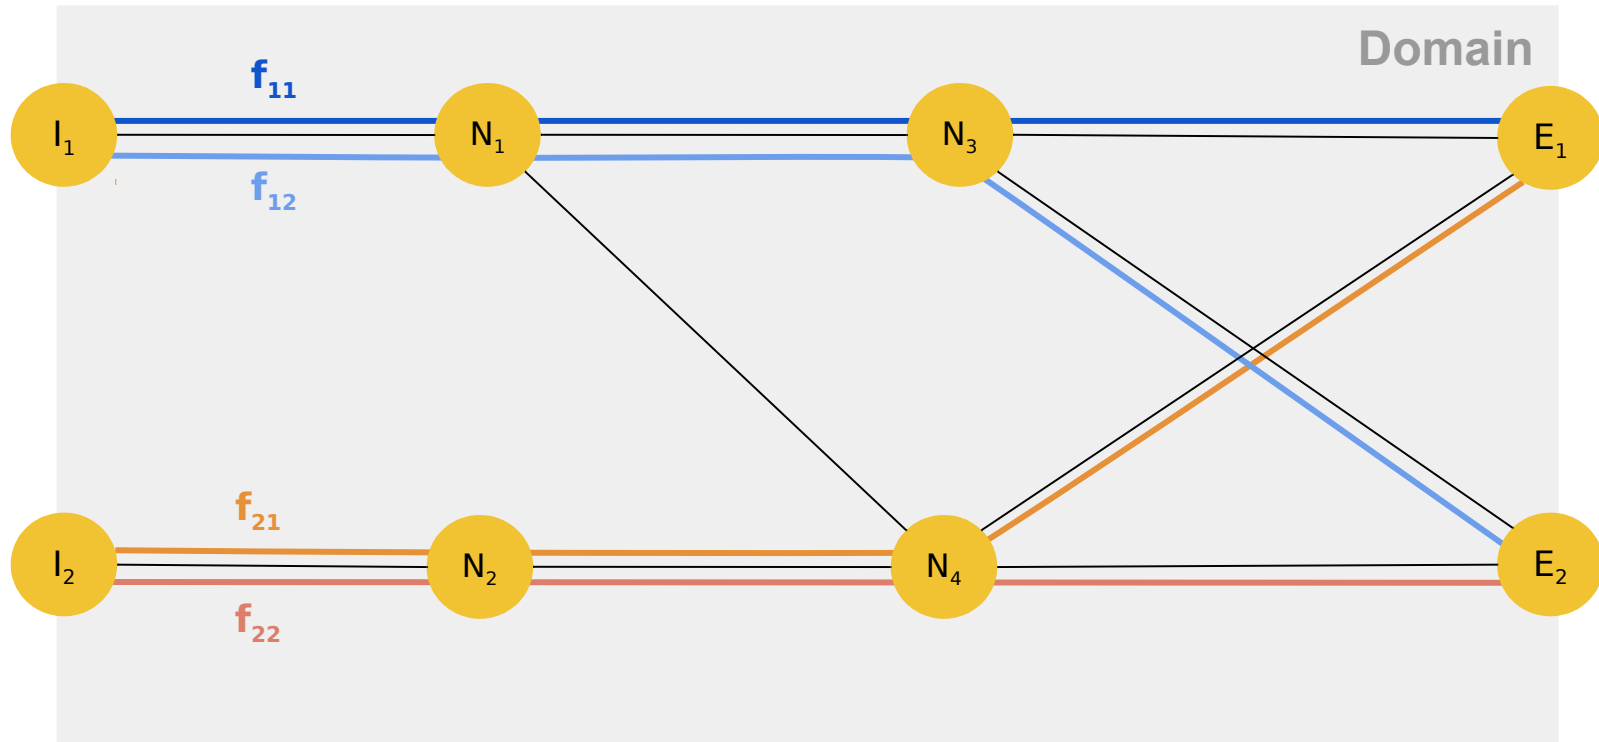 Domain
f₁₁
I₁
N₁
N₃
E₁
f₁₂
f₂₁
I₂
N₂
N₄
E₂
f₂₂